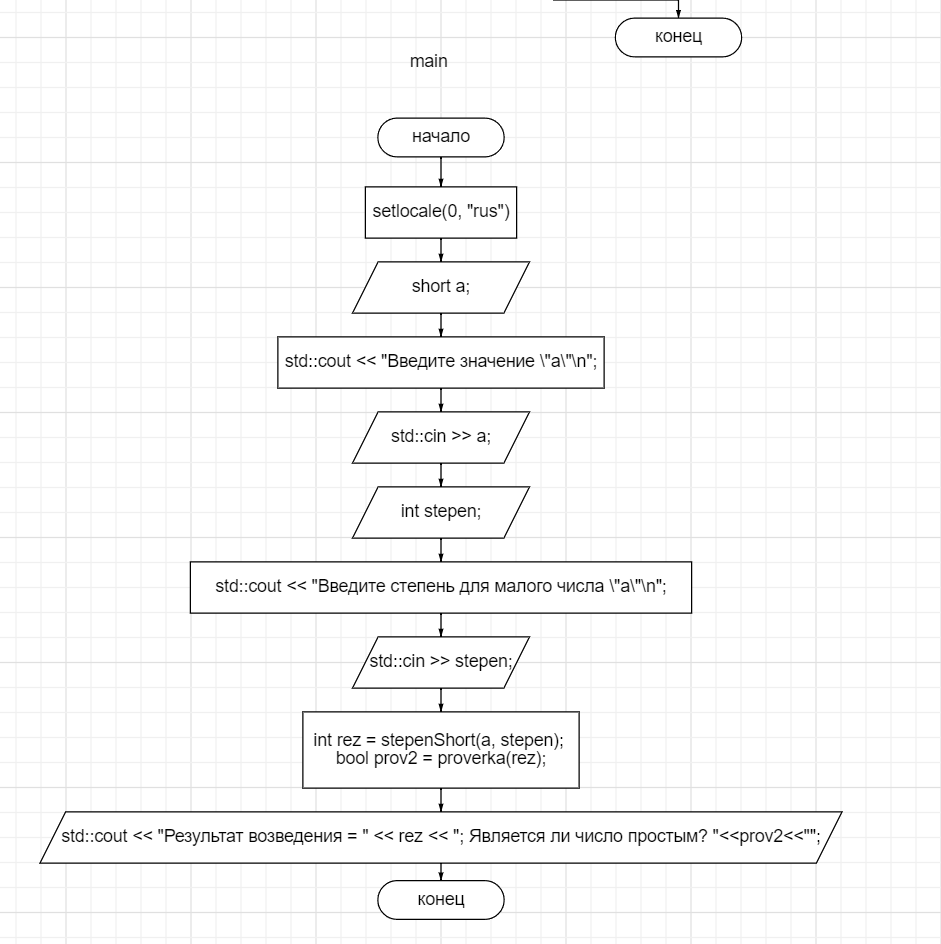 конец
main
начало
setlocale(0, "rus")
short a;
std::cout << "Введите значение \"a\"\n";
std::cin >> a;
int stepen;
std::cout << "Введите степень для малого числа \"a\"\n";
std::cin >> stepen;
int rez = stepenShort(a, stepen);
bool prov2 = proverka(rez);
std::cout << "Результат возведения = " << rez << "; Является ли число простым? "<<prov2<<"";
конец